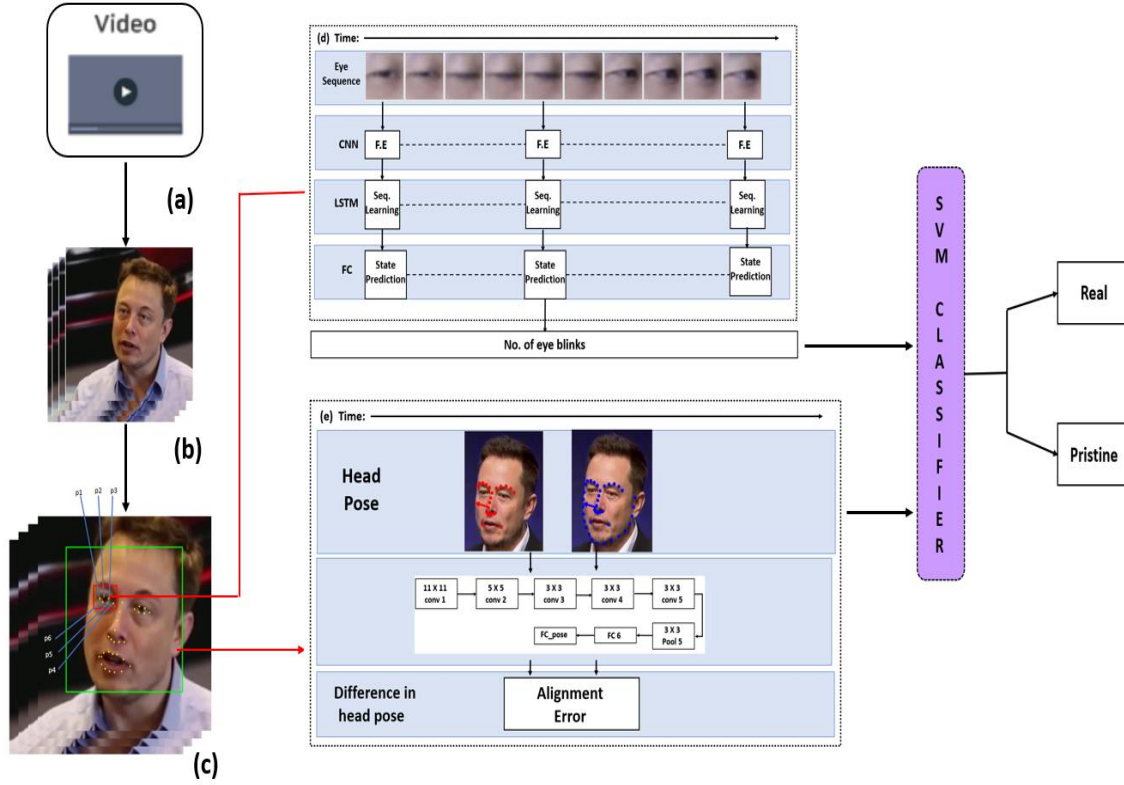 Video
(a)
(b)
p1
p2
p3
p6
p5
p4
(c)
(d) Time:
Eye
Sequence
CNN
F.E
F.E
F.E
LSTM
Seq.
Learning
Seq.
Learning
Seq.
Learning
FC
State
Prediction
State
Prediction
State
Prediction
No. of eye blinks
(e) Time:
Head
Pose
11 X 11
conv 1
5 X 5
conv 2
3 X 3
conv 3
3 X 3
conv 4
3 X 3
conv 5
FC_pose
FC 6
3 X 3
Pool 5
Difference in
head pose
Alignment
Error
SVM CLASSIFIER
Real
Pristine